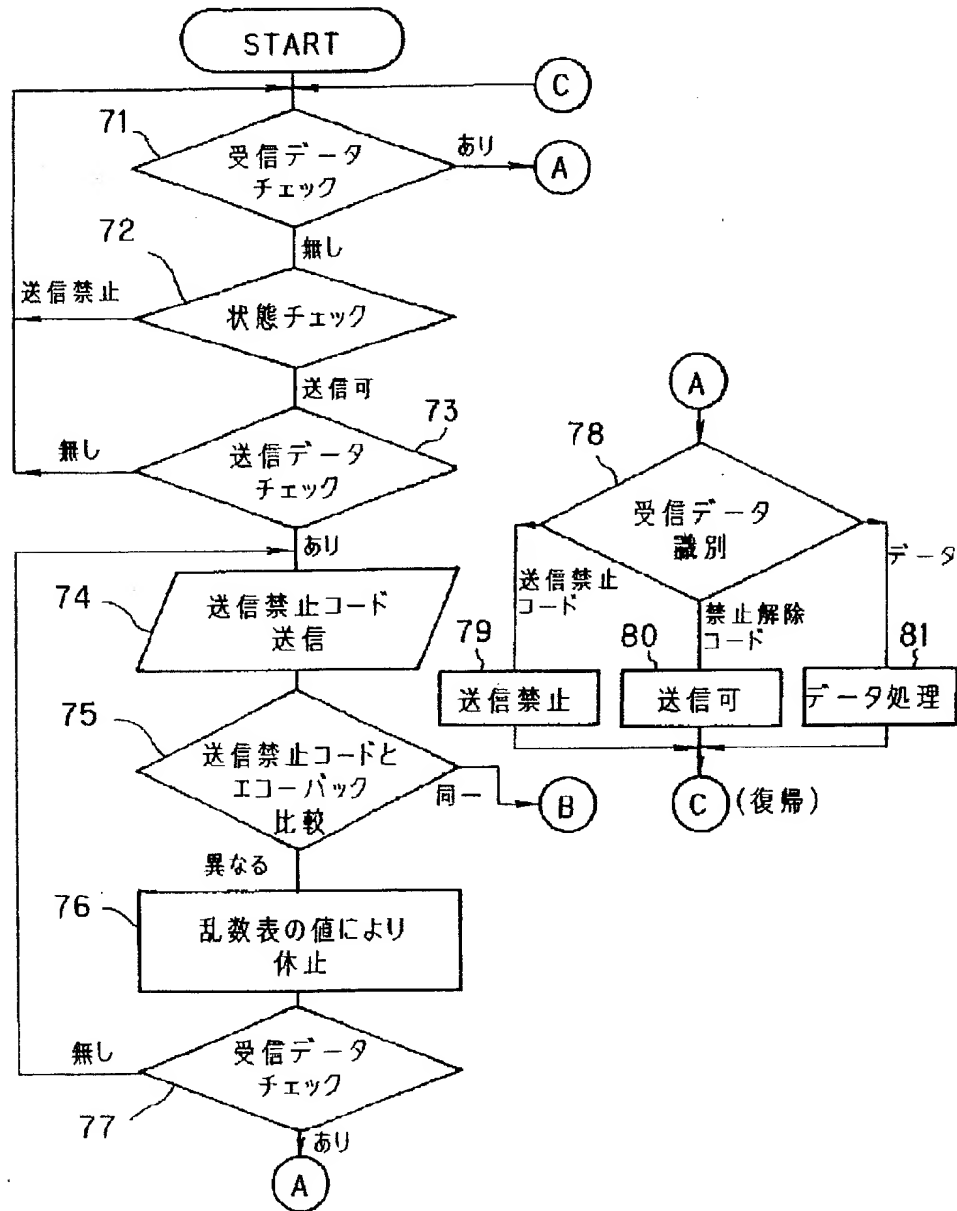 START
C
71
受信データ
チェック
あり
A
72
無し
送信禁止
状態チェック
送信可
73
無し
送信データ
チェック
あり
74
送信禁止コード
送信
75
送信禁止コードと
エコーバック
比較
同一
B
異なる
76
乱数表の値により
休止
無し
受信データ
チェック
77
あり
A
A
78
受信データ
識別
送信禁止
コード
禁止解除
コード
データ
79
送信禁止
80
送信可
81
データ処理
C
(復帰)